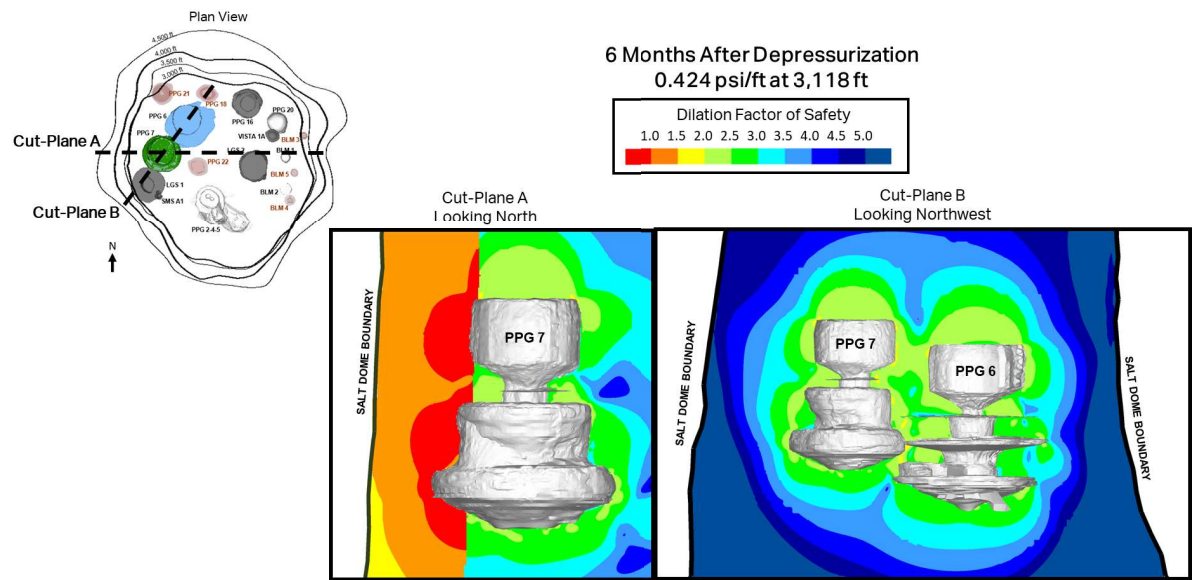 Plan View
4,500 ft
4,000 ft
3,500 ft
3,000 ft
PPG 21
PPG 18
PPG 6
PPG 16
PPG 20
PPG 7
VISTA 1A
BLM 3
Cut-Plane A
LGS 2
BLM 1
PPG 22
BLM 5
LGS 1
BLM 2
SMS A1
BLM 4
Cut-Plane B
PPG 2-4-5
N
6 Months After Depressurization
0.424 psi/ft at 3,118 ft
Dilation Factor of Safety
1.0 1.5 2.0 2.5 3.0 3.5 4.0 4.5 5.0
Cut-Plane A
Looking North
SALT DOME BOUNDARY
PPG 7
Cut-Plane B
Looking Northwest
SALT DOME BOUNDARY
PPG 7
PPG 6
SALT DOME BOUNDARY